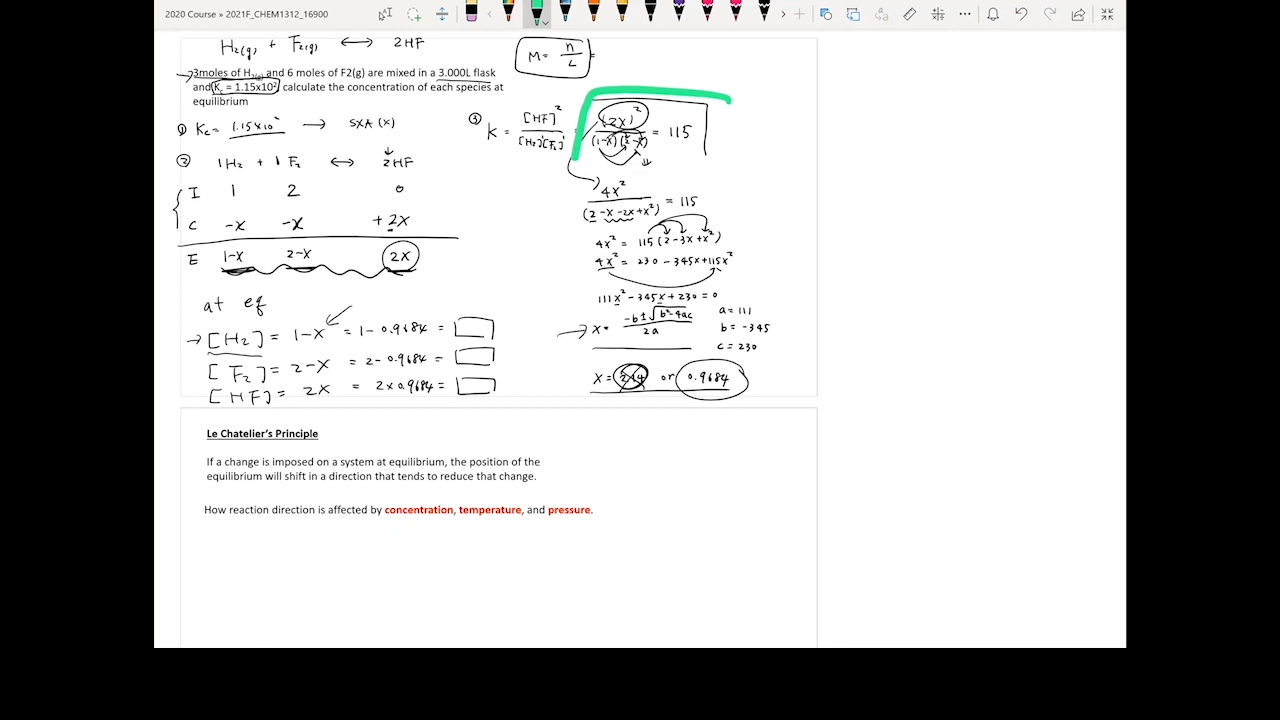 2020 Course » 2021F_CHEM1312_16900
H2(g) + F2(g) ⟷ 2HF
M = n/L =
3moles of H2(g) and 6 moles of F2(g) are mixed in a 3.000L flask
and Kc = 1.15x10² calculate the concentration of each species at
equilibrium
① Kc = 1.15x10² → 5%Δ(x)
② 1H2 + 1F2 ⟷ 2HF
I 1 2 0
C -x -x +2x
E 1-x 2-x 2x
at eq
→ [H2] = 1-x = 1- 0.9684 =
[F2] = 2-x = 2- 0.9684 =
[HF] = 2x = 2x0.9684 =
K = [HF]²/[H2]¹[F2]¹ = (2x)²/(1-x)(2-x) = 115
4x²/(2-x-2x+x²) = 115
4x² = 115(2-3x+x²)
4x² = 230 - 345x+115x²
111x² - 345x + 230 = 0
x = -b±√b²-4ac/2a
a = 111
b = -345
c = 230
x = 2.14 or 0.9684
Le Chatelier’s Principle
If a change is imposed on a system at equilibrium, the position of the
equilibrium will shift in a direction that tends to reduce that change.
How reaction direction is affected by concentration, temperature, and pressure.